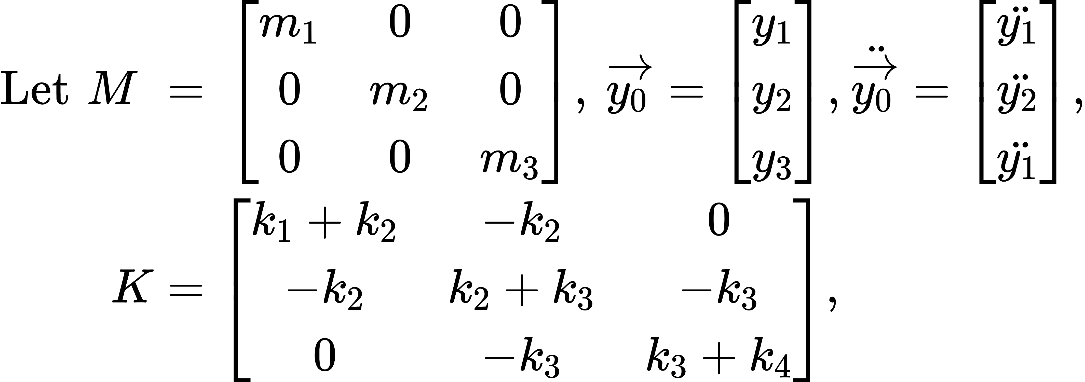 Let M = [m₁ 0 0; 0 m₂ 0; 0 0 m₃], y₀⃗ = [y₁; y₂; y₃], ÿ₀⃗ = [ÿ₁; ÿ₂; ÿ₁],
K = [k₁ + k₂ −k₂ 0; −k₂ k₂ + k₃ −k₃; 0 −k₃ k₃ + k₄],